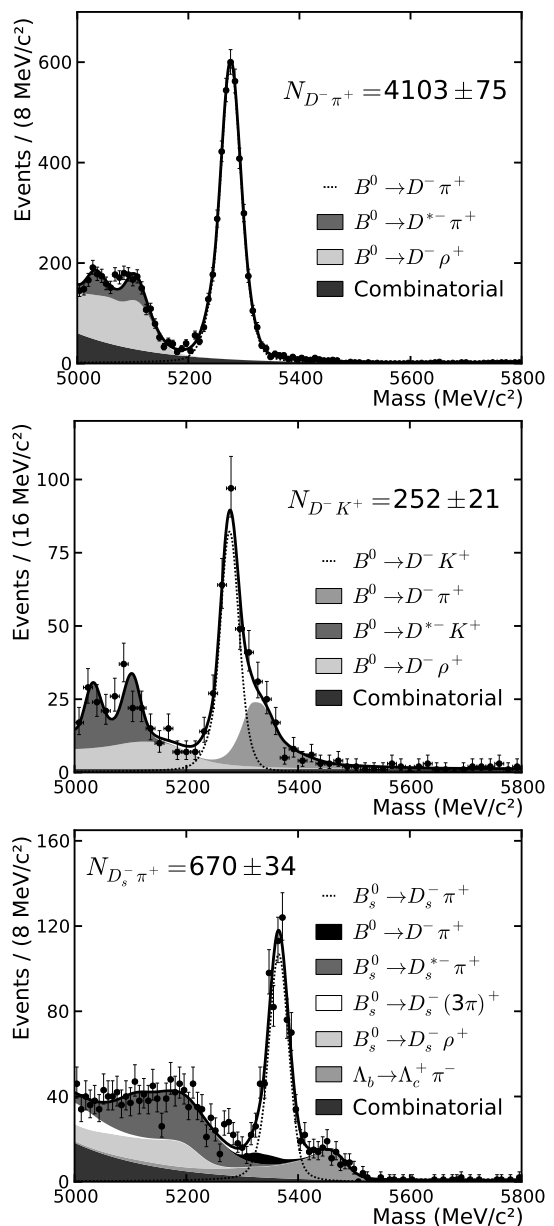 Events / (8 MeV/c²)
600
400
200
0
N_{D⁻π⁺} = 4103 ± 75
B⁰ → D⁻ π⁺
B⁰ → D*⁻ π⁺
B⁰ → D⁻ ρ⁺
Combinatorial
5000 5200 5400 5600 5800
Mass (MeV/c²)
Events / (16 MeV/c²)
100
75
50
25
0
N_{D⁻K⁺} = 252 ± 21
B⁰ → D⁻ K⁺
B⁰ → D⁻ π⁺
B⁰ → D*⁻ K⁺
B⁰ → D⁻ ρ⁺
Combinatorial
5000 5200 5400 5600 5800
Mass (MeV/c²)
Events / (8 MeV/c²)
160
120
80
40
0
N_{D_s⁻π⁺} = 670 ± 34
B_s⁰ → D_s⁻ π⁺
B⁰ → D⁻ π⁺
B_s⁰ → D_s*⁻ π⁺
B_s⁰ → D_s⁻ (3π)⁺
B_s⁰ → D_s⁻ ρ⁺
Λ_b → Λ_c⁺ π⁻
Combinatorial
5000 5200 5400 5600 5800
Mass (MeV/c²)